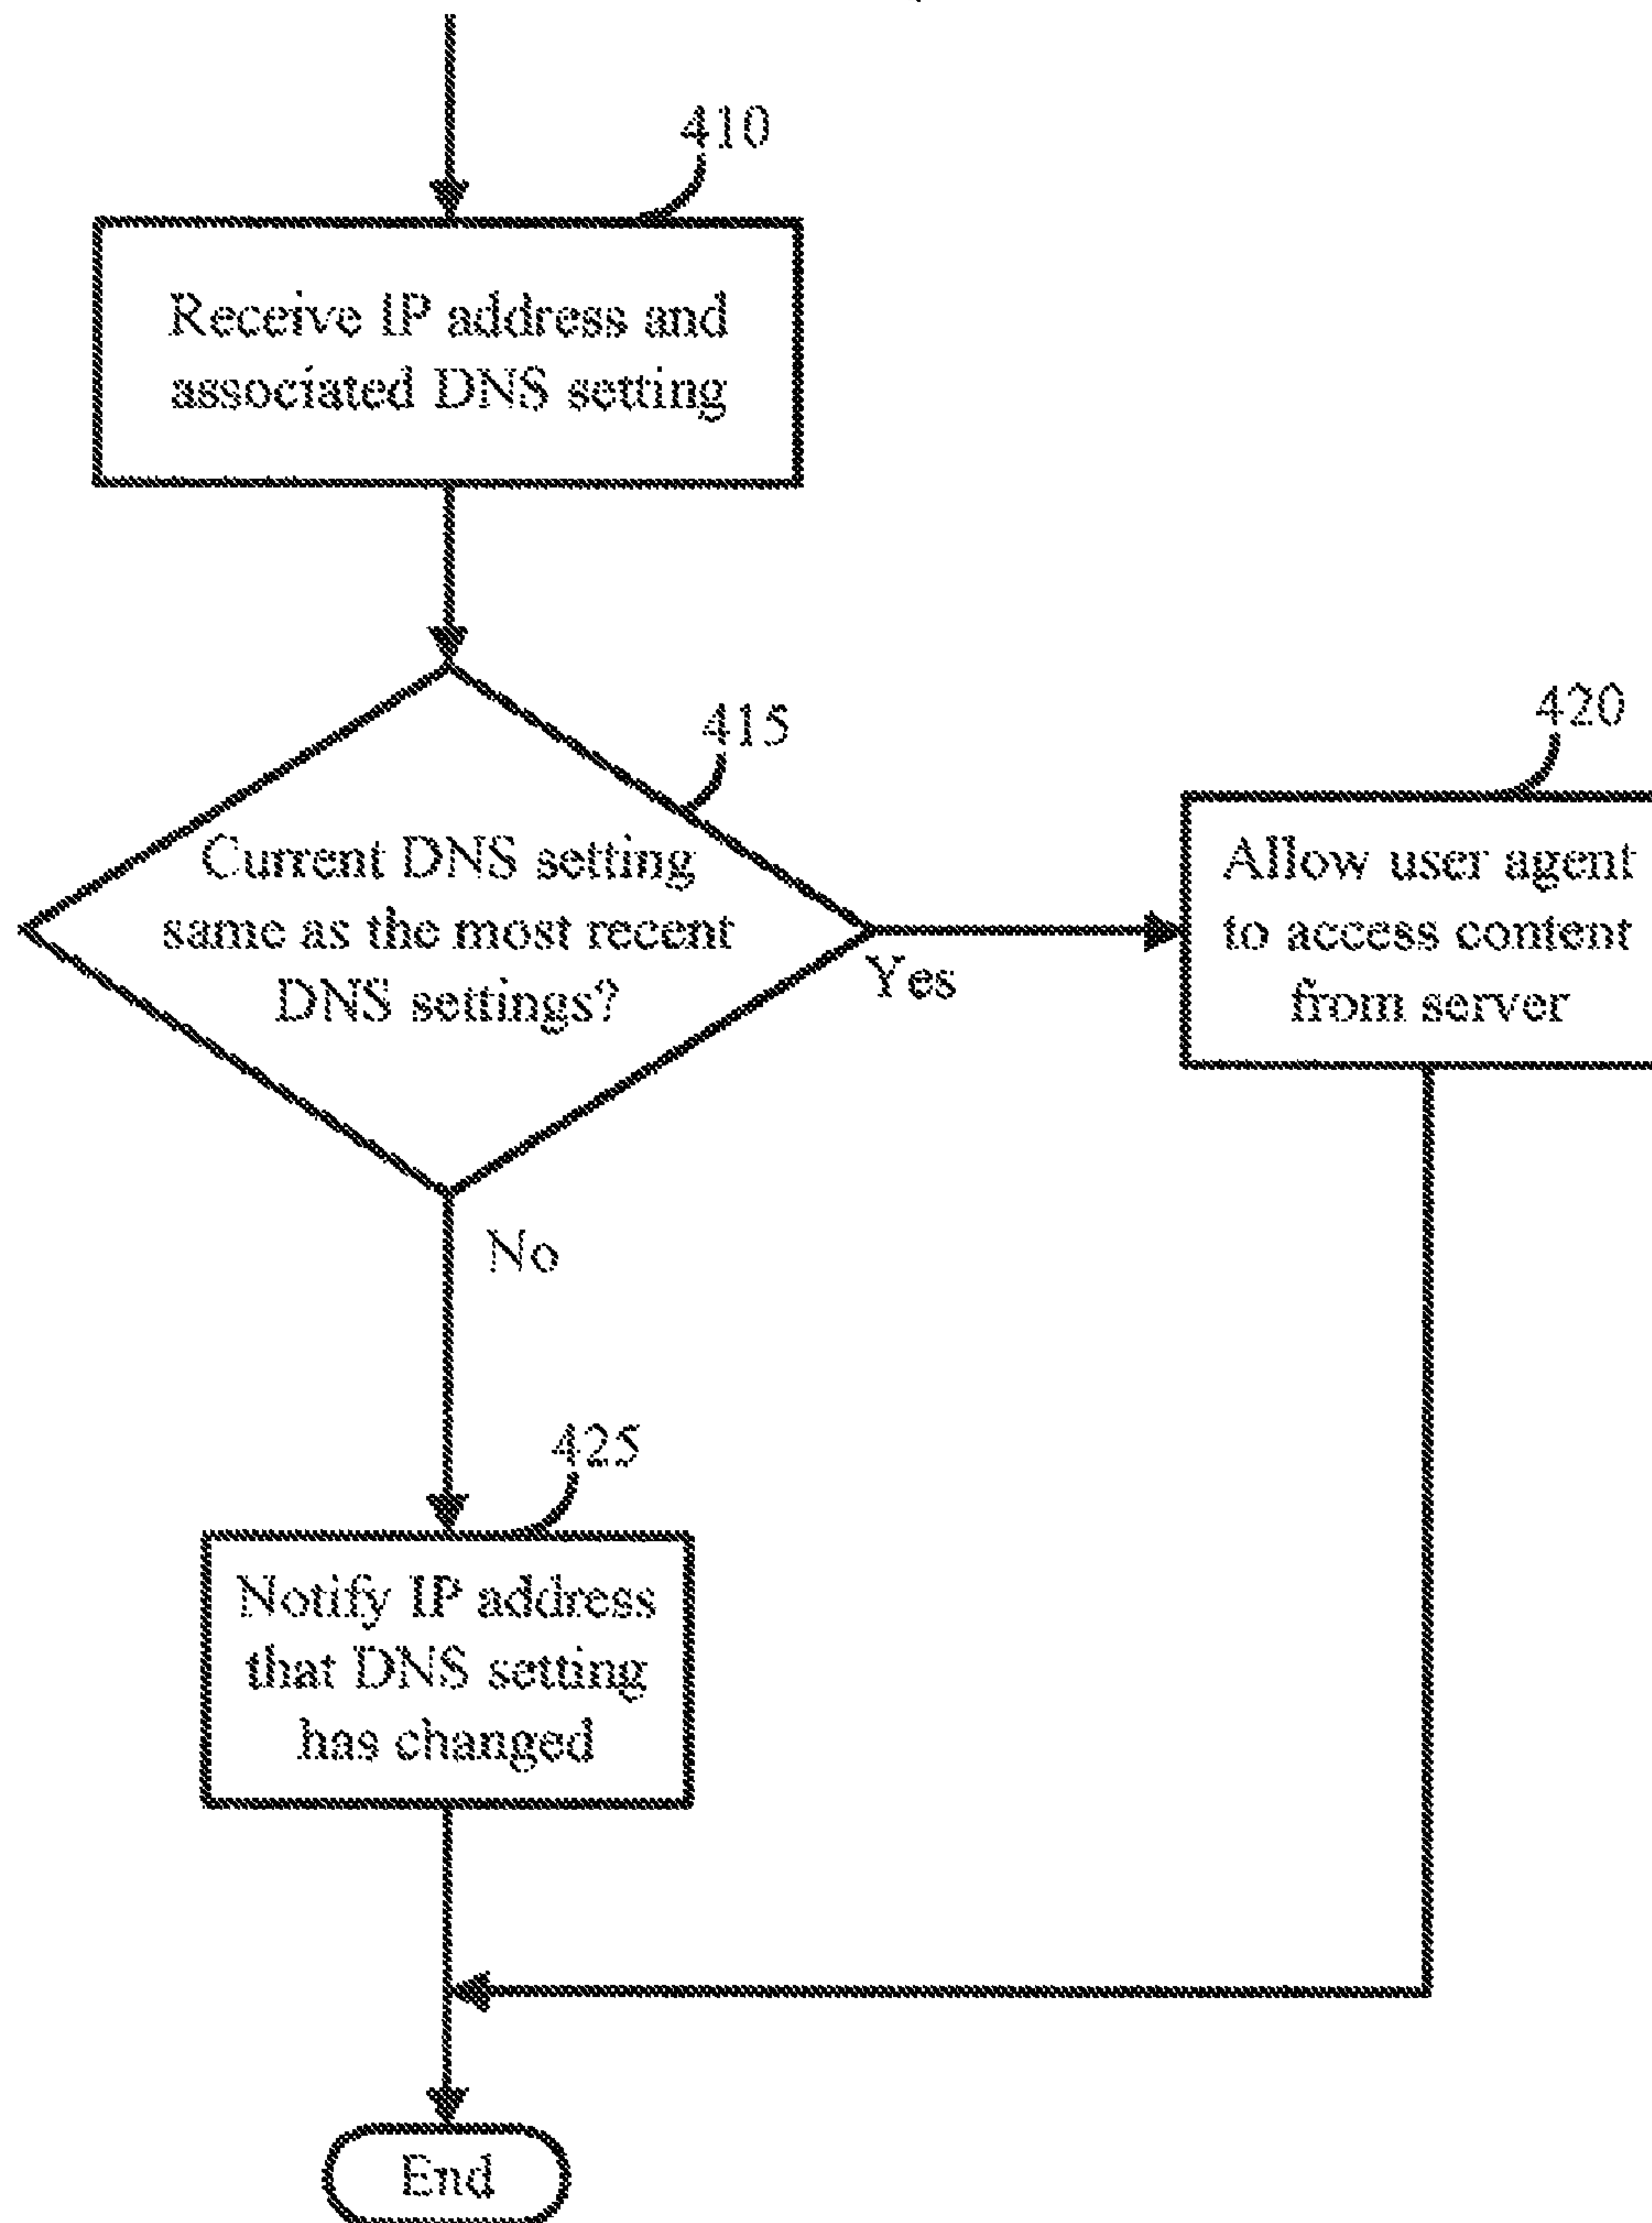 410
Receive IP address and
associated DNS setting
415
Current DNS setting
same as the most recent
DNS settings?
Yes
420
Allow user agent
to access content
from server
No
425
Notify IP address
that DNS setting
has changed
End